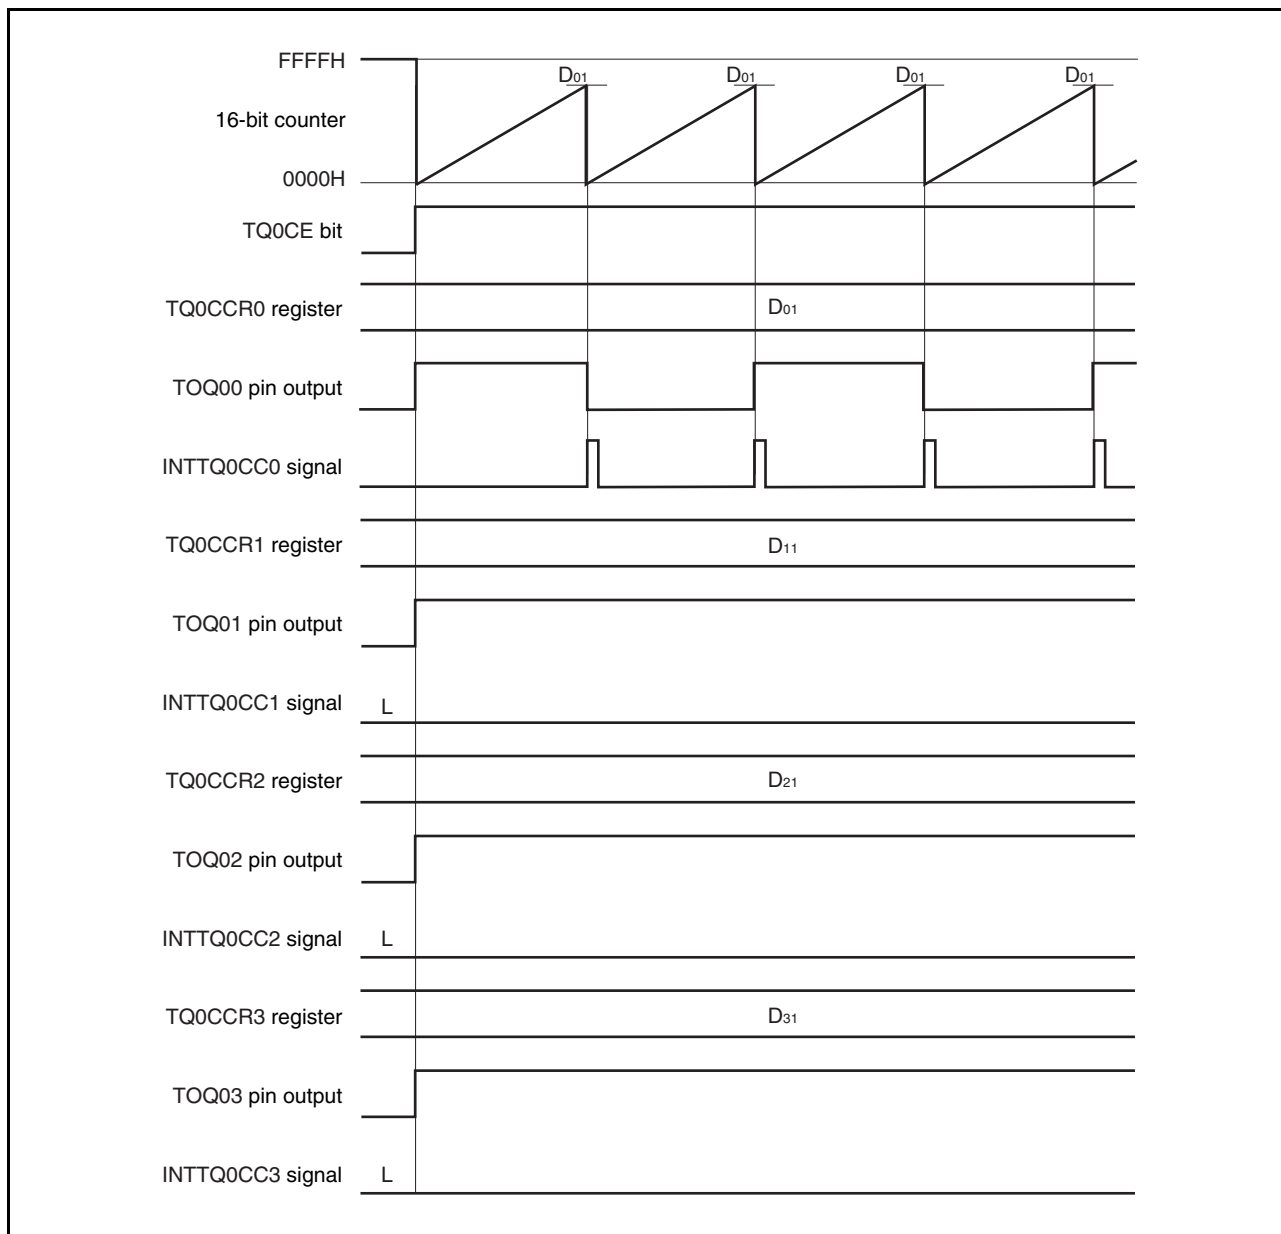 FFFFH
D01 D01 D01 D01
16-bit counter
0000H
TQ0CE bit
TQ0CCR0 register D01
TOQ00 pin output
INTTQ0CC0 signal
TQ0CCR1 register D11
TOQ01 pin output
INTTQ0CC1 signal L
TQ0CCR2 register D21
TOQ02 pin output
INTTQ0CC2 signal L
TQ0CCR3 register D31
TOQ03 pin output
INTTQ0CC3 signal L